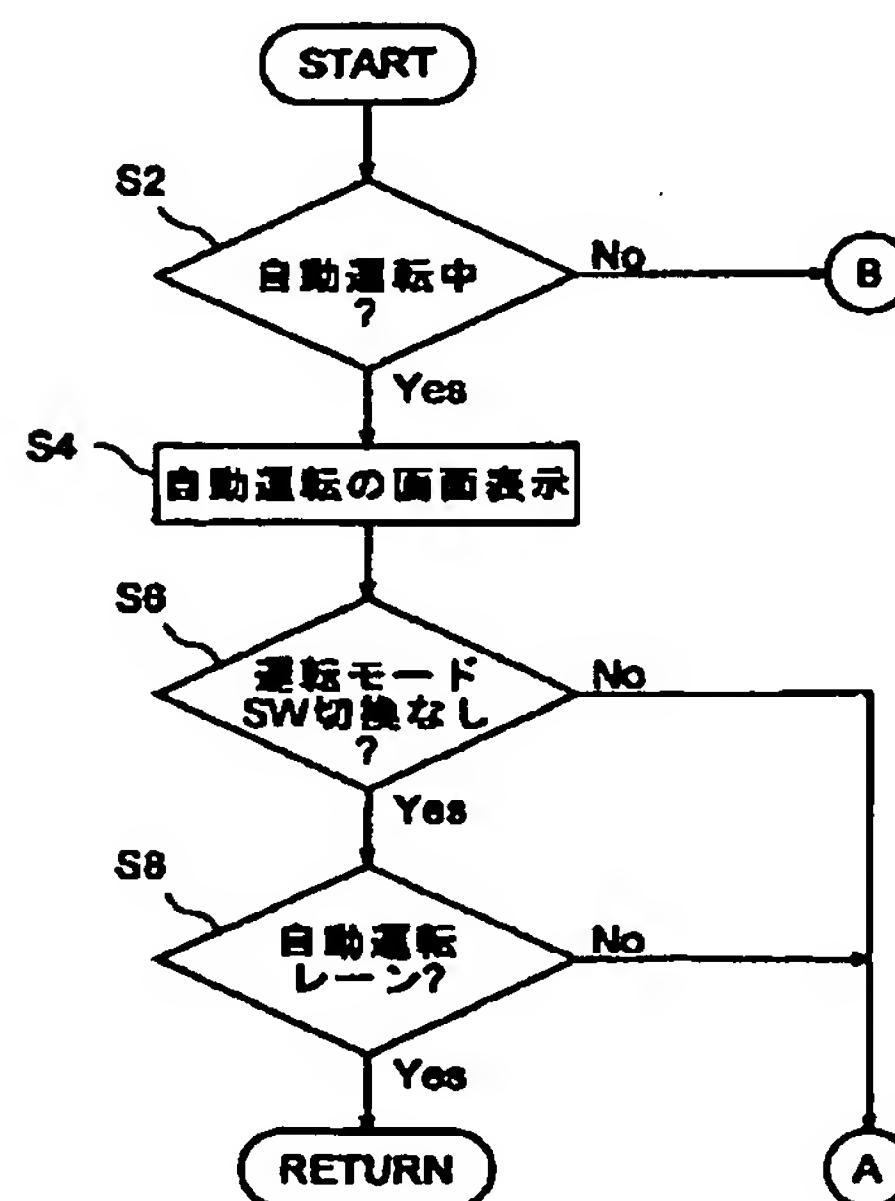 START
S2
自動運転中
?
No
B
Yes
S4
自動運転の画面表示
S6
運転モード
SW切換なし
?
No
Yes
S8
自動運転
レーン?
No
Yes
RETURN
A